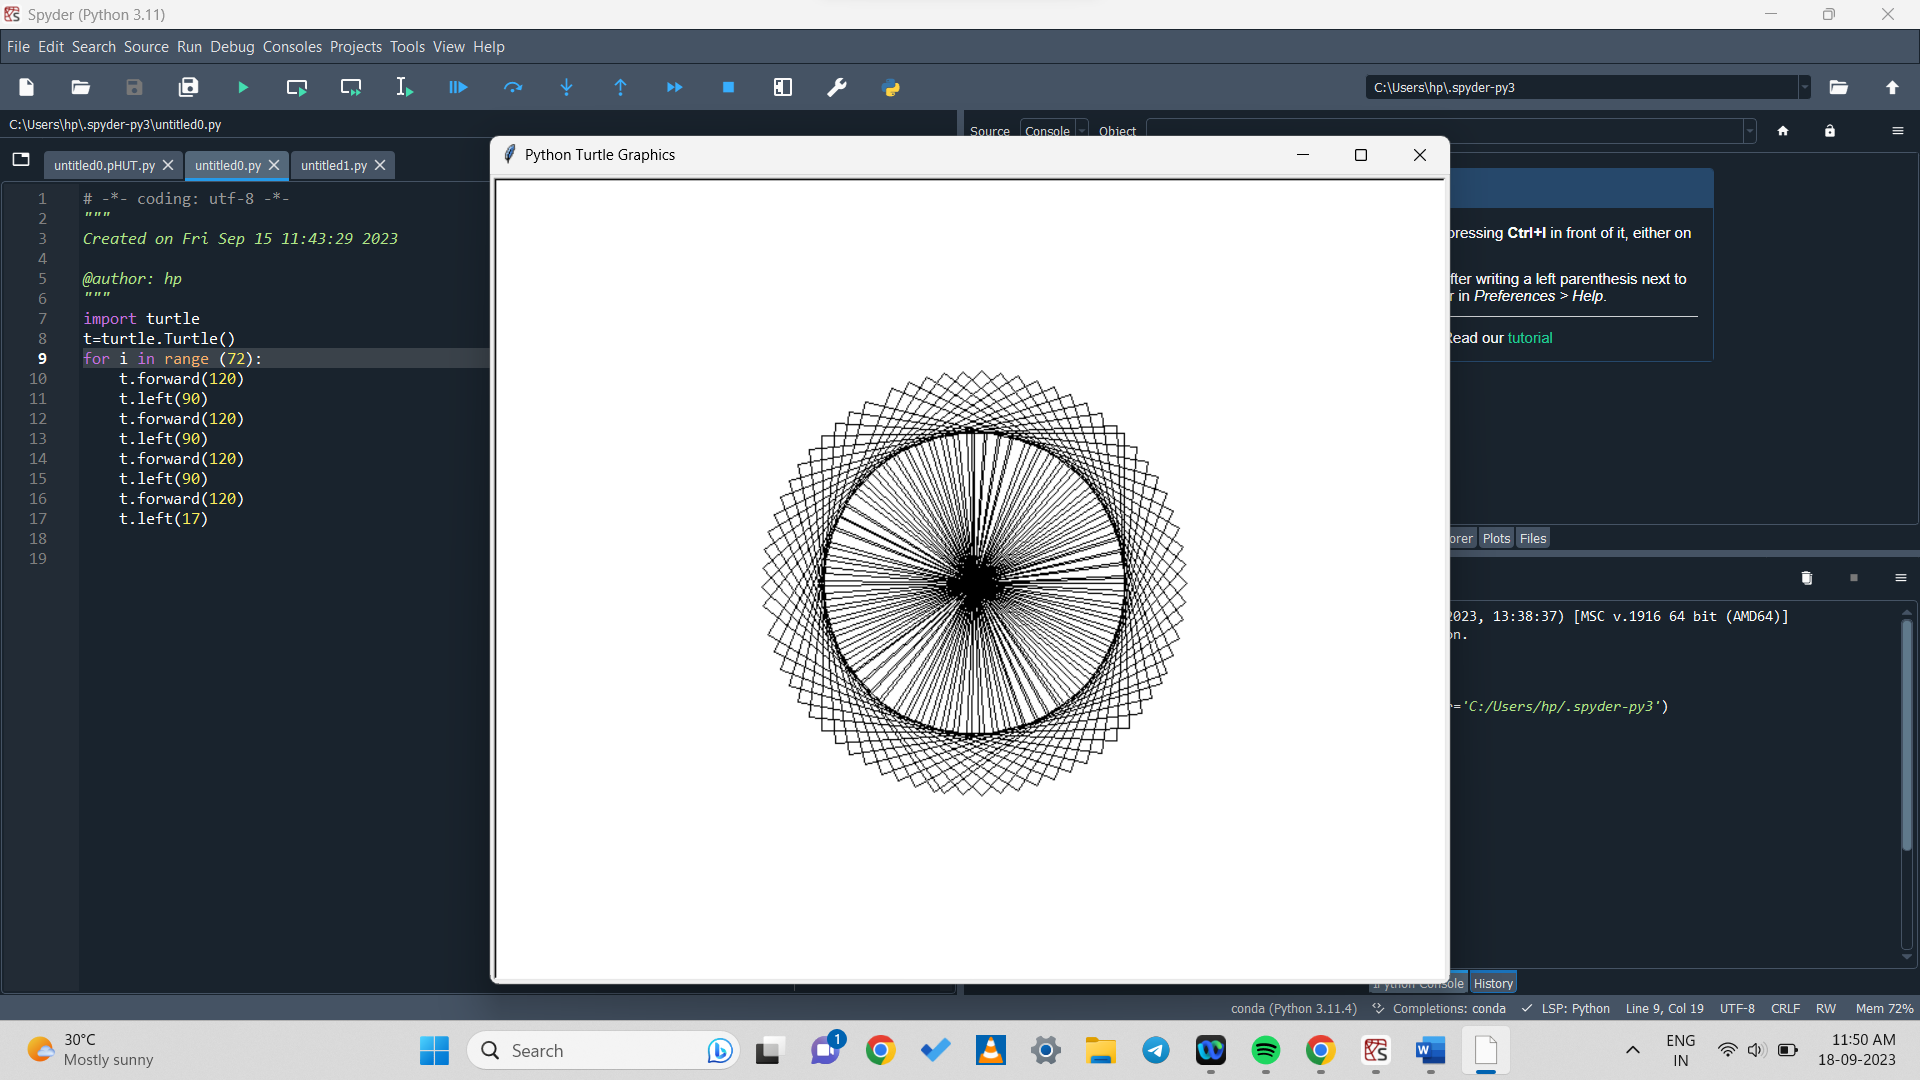 Spyder (Python 3.11)
File Edit Search Source Run Debug Consoles Projects Tools View Help
C:\Users\hp\.spyder-py3
C:\Users\hp\.spyder-py3\untitled0.py
Source Console Object
untitled0.pHUT.py untitled0.py untitled1.py
Python Turtle Graphics
1 # -*- coding: utf-8 -*-
2 """
3 Created on Fri Sep 15 11:43:29 2023
4
5 @author: hp
6 """
7 import turtle
8 t=turtle.Turtle()
9 for i in range (72):
10 t.forward(120)
11 t.left(90)
12 t.forward(120)
13 t.left(90)
14 t.forward(120)
15 t.left(90)
16 t.forward(120)
17 t.left(17)
18
19
pressing Ctrl+I in front of it, either on
fter writing a left parenthesis next to
r in Preferences > Help.
Read our tutorial
orer Plots Files
2023, 13:38:37) [MSC v.1916 64 bit (AMD64)]
on.
r='C:/Users/hp/.spyder-py3')
IPython Console History
conda (Python 3.11.4) Completions: conda LSP: Python Line 9, Col 19 UTF-8 CRLF RW Mem 72%
30°C
Mostly sunny
Search
1
ENG
IN
11:50 AM
18-09-2023